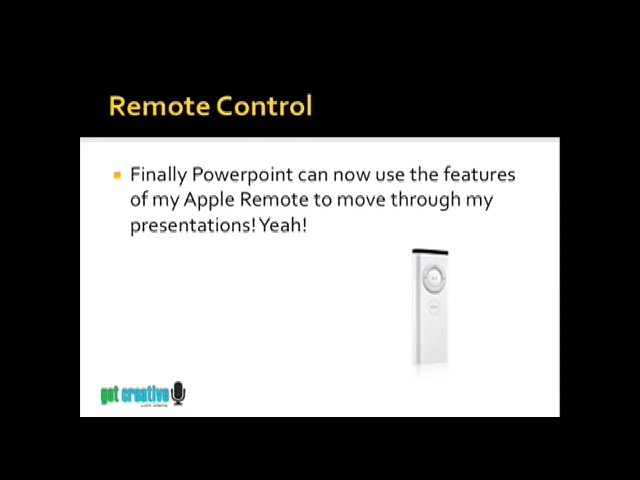 Remote Control
Finally Powerpoint can now use the features
of my Apple Remote to move through my
presentations! Yeah!
got creative